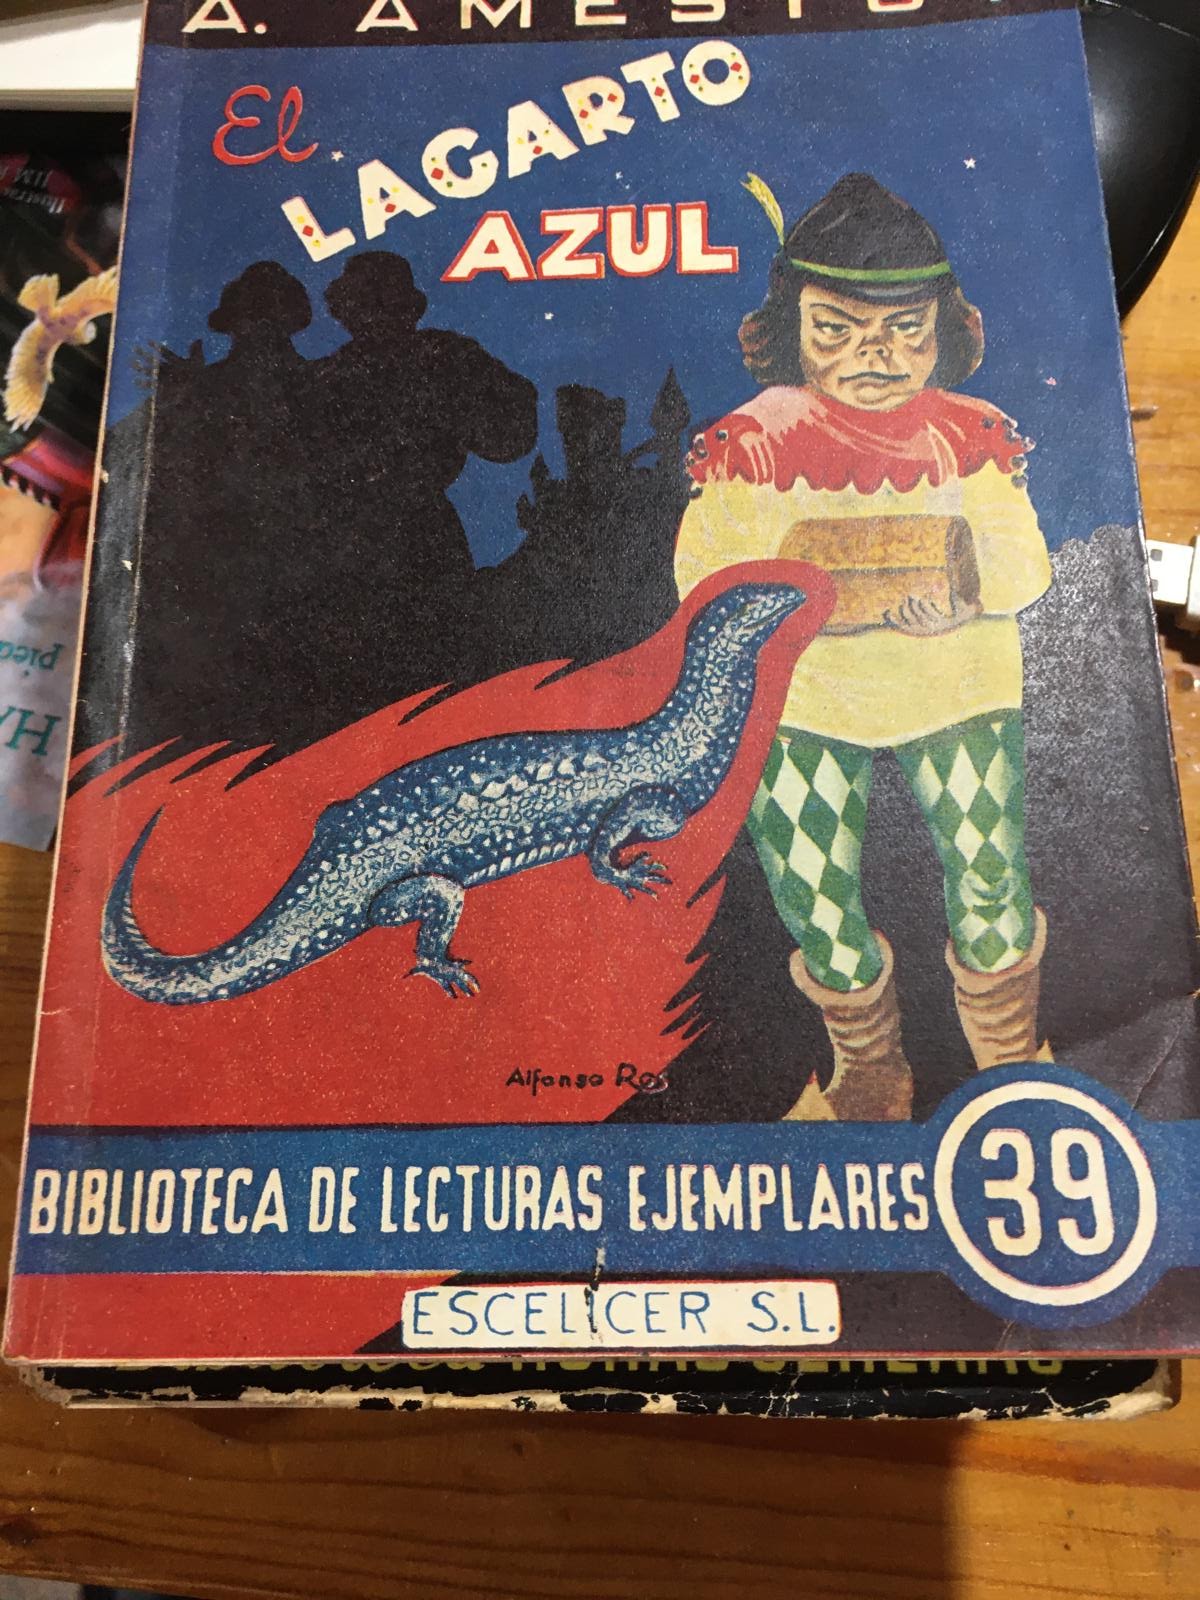 A. AMESTO
El
LAGARTO
AZUL
Alfonso Ros
BIBLIOTECA DE LECTURAS EJEMPLARES
39
ESCELICER S.L.